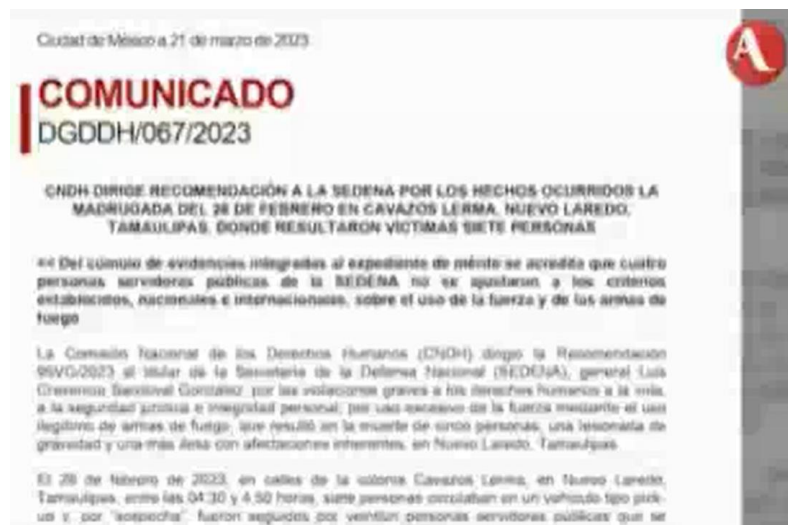 Ciudad de México a 21 de marzo de 2023
A
COMUNICADO
DGDDH/067/2023
CNDH DIRIGE RECOMENDACIÓN A LA SEDENA POR LOS HECHOS OCURRIDOS LA
MADRUGADA DEL 26 DE FEBRERO EN CAVAZOS LERMA, NUEVO LAREDO,
TAMAULIPAS, DONDE RESULTARON VÍCTIMAS SIETE PERSONAS
<< Del cúmulo de evidencias integradas al expediente de mérito se acredita que cuatro
personas servidoras públicas de la SEDENA no se ajustaron a los criterios
establecidos, nacionales e internacionales, sobre el uso de la fuerza y de las armas de
fuego
La Comisión Nacional de los Derechos Humanos (CNDH) dirigió la Recomendación
/2023 al titular de la Secretaría de la Defensa Nacional (SEDENA), general Luis
Cresencio Sandoval González, por las violaciones graves a los derechos humanos a la vida,
a la seguridad jurídica e integridad personal, por uso excesivo de la fuerza mediante el uso
ilegítimo de armas de fuego, que resultó en la muerte de cinco personas, una lesionada de
gravedad y una más ilesa con afectaciones inherentes, en Nuevo Laredo, Tamaulipas
El 26 de febrero de 2023, en calles de la colonia Cavazos Lerma, en Nuevo Laredo,
Tamaulipas, entre las 04:30 y 4:50 horas, siete personas circulaban en un vehículo tipo pick-
up y, por "sospecha", fueron seguidos por veintiún personas servidoras públicas que se